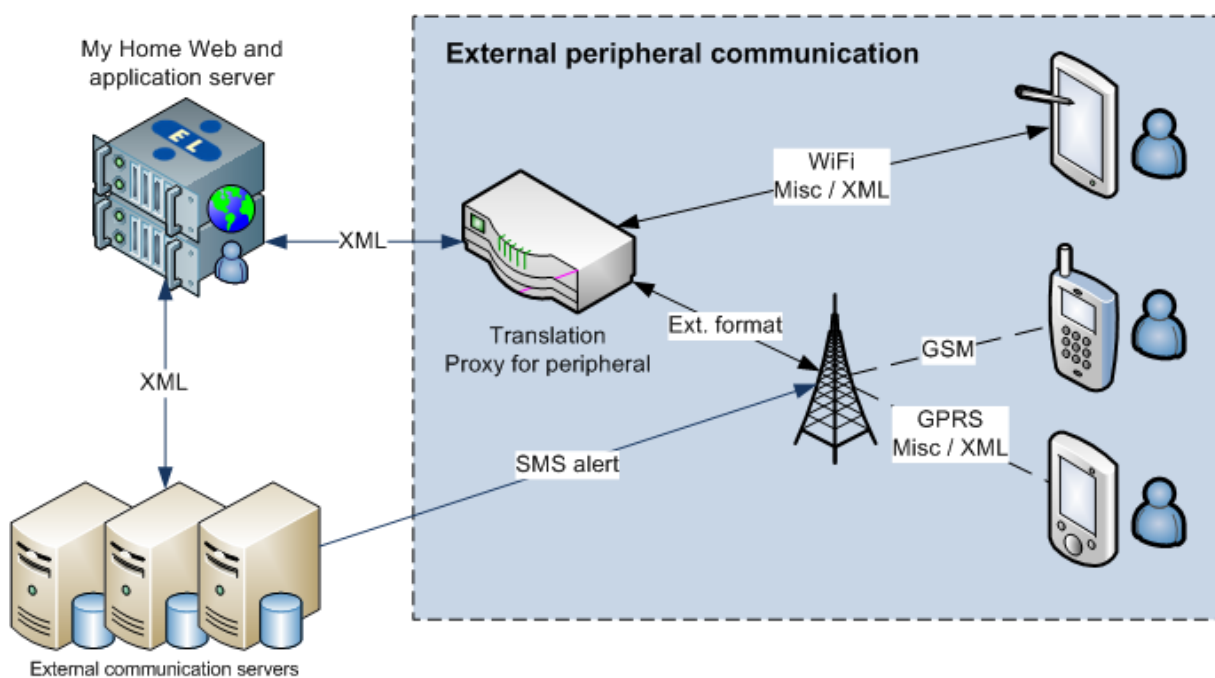 My Home Web and
application server
External peripheral communication
EL
WiFi
Misc / XML
XML
Translation
Proxy for peripheral
Ext. format
GSM
XML
GPRS
Misc / XML
SMS alert
External communication servers